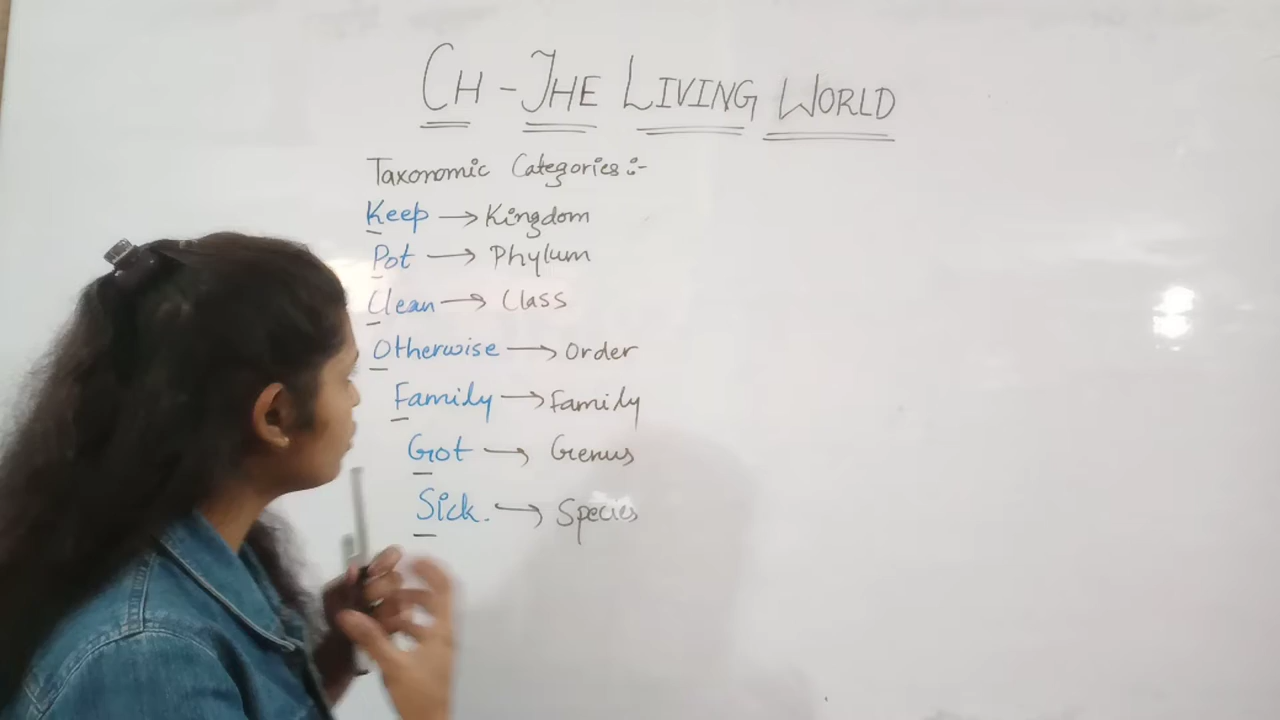 CH - THE LIVING WORLD
Taxonomic Categories :-
Keep → Kingdom
Pot → Phylum
Clean → Class
Otherwise → Order
Family → Family
Got → Genus
Sick. → Species